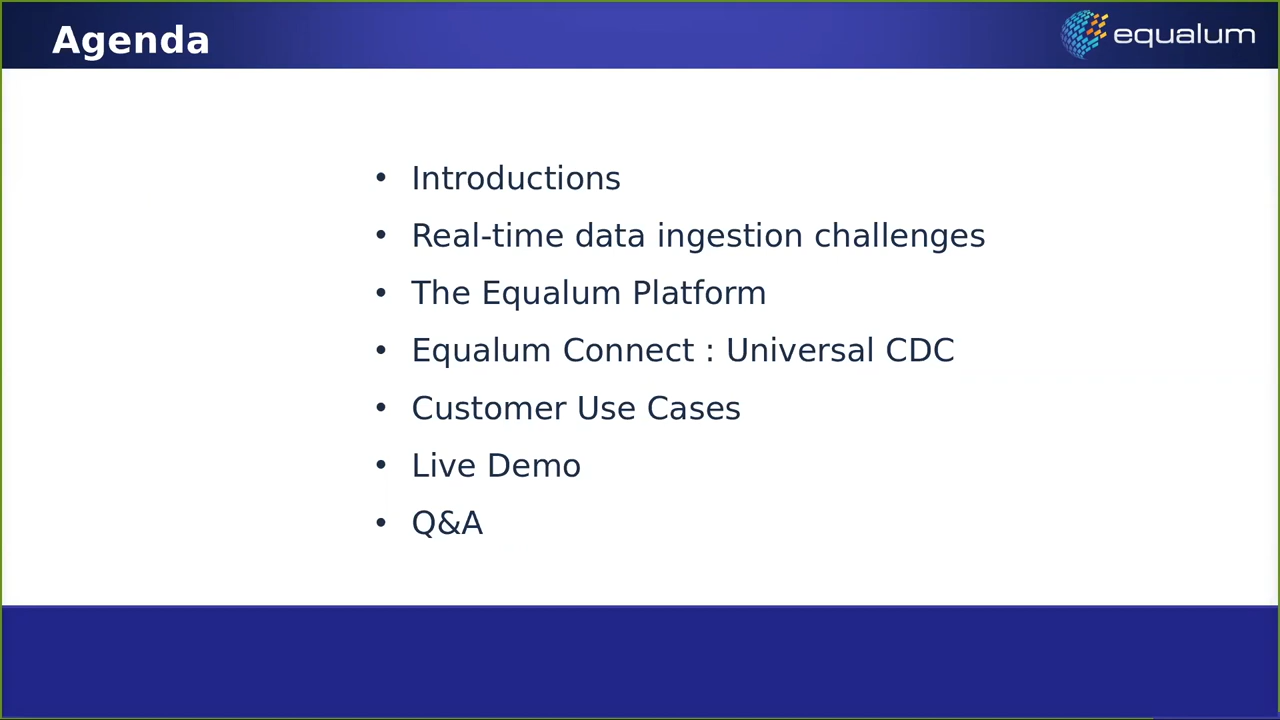 Agenda
equalum
• Introductions
• Real-time data ingestion challenges
• The Equalum Platform
• Equalum Connect : Universal CDC
• Customer Use Cases
• Live Demo
• Q&A